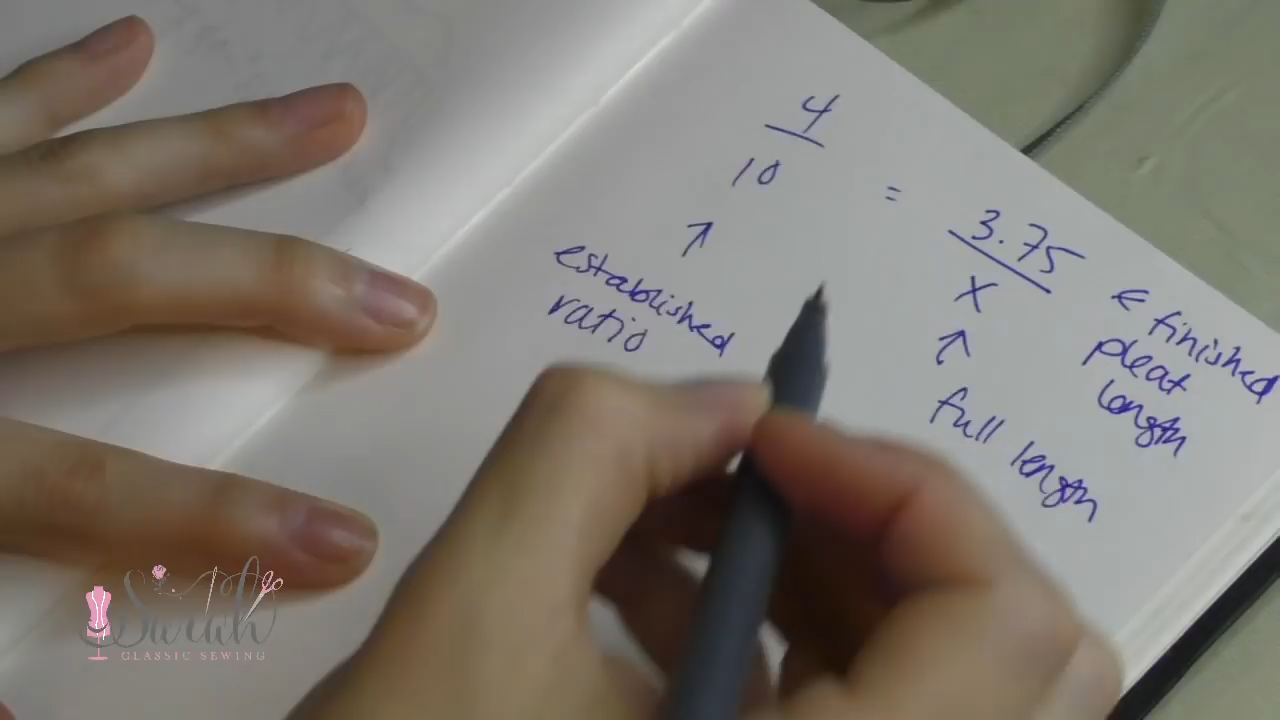 4
10
=
3.75
x
↑
established
ratio
↑
full length
← finished
pleat
length
Sarah
CLASSIC SEWING